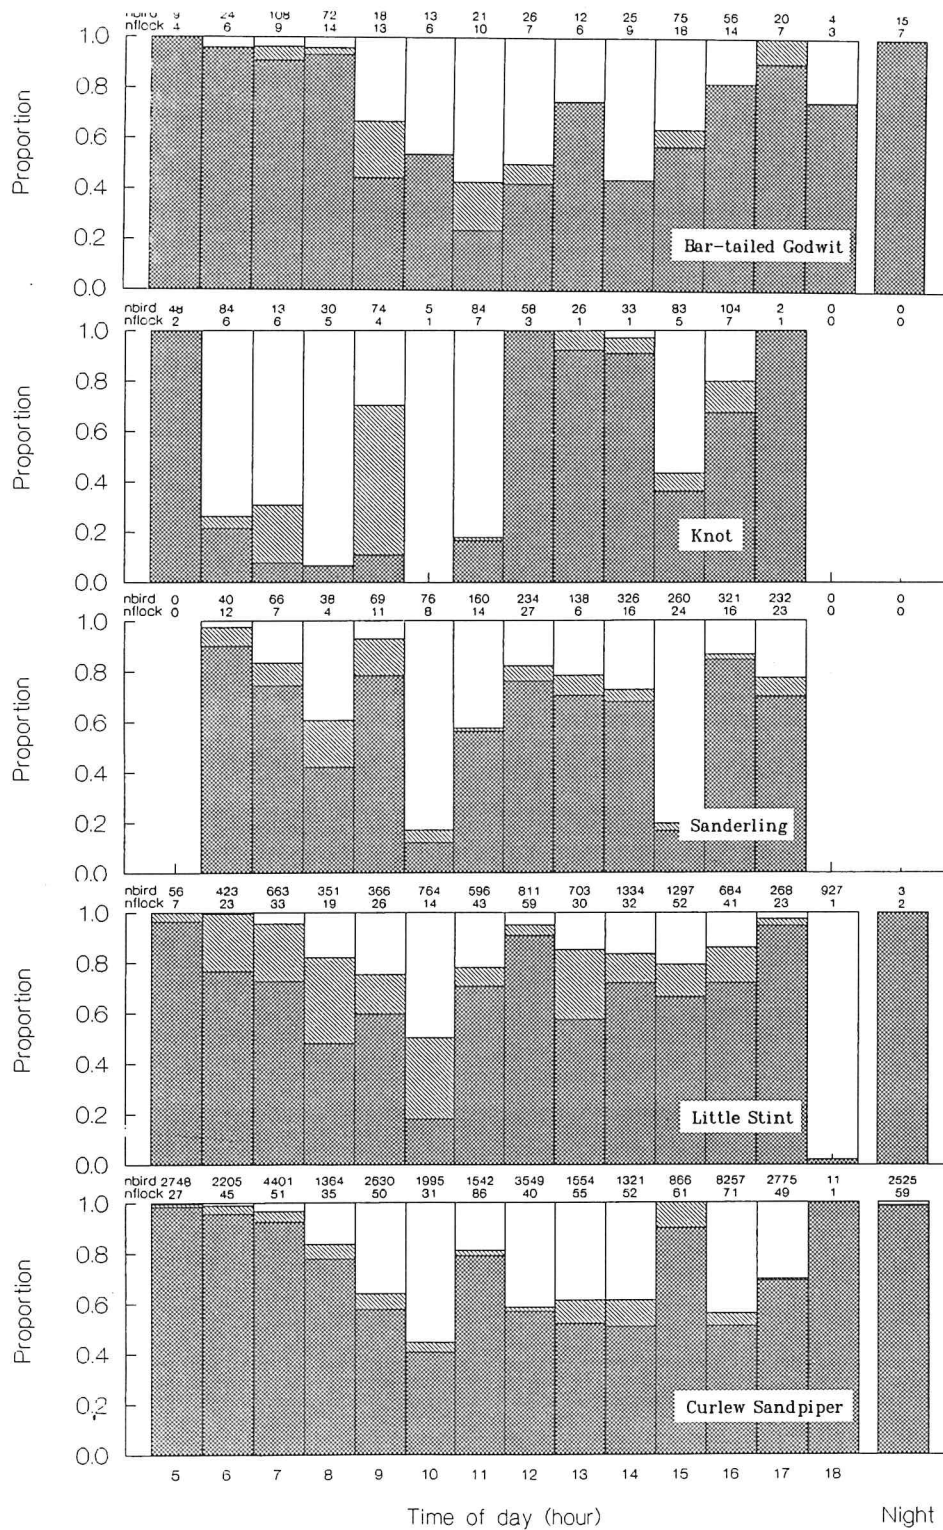 nbird 9 24 108 72 18 13 21 26 12 25 75 56 20 4 15
nflock 4 6 9 14 13 6 10 7 6 9 18 14 7 3 7
1.0
0.8
0.6
0.4
0.2
0.0
Proportion
Bar-tailed Godwit
nbird 48 84 13 30 74 5 84 58 26 33 83 104 2 0 0
nflock 2 6 6 5 4 1 7 3 1 1 5 7 1 0 0
1.0
0.8
0.6
0.4
0.2
0.0
Proportion
Knot
nbird 0 40 66 38 69 76 160 234 138 326 260 321 232 0 0
nflock 0 12 7 4 11 8 14 27 6 16 24 16 23 0 0
1.0
0.8
0.6
0.4
0.2
0.0
Proportion
Sanderling
nbird 56 423 663 351 366 764 596 811 703 1334 1297 684 268 927 3
nflock 7 23 33 19 26 14 43 59 30 32 52 41 23 1 2
1.0
0.8
0.6
0.4
0.2
0.0
Proportion
Little Stint
nbird 2748 2205 4401 1364 2630 1995 1542 3549 1554 1321 866 8257 2775 11 2525
nflock 27 45 51 35 50 31 86 40 55 52 61 71 49 1 59
1.0
0.8
0.6
0.4
0.2
0.0
Proportion
Curlew Sandpiper
5 6 7 8 9 10 11 12 13 14 15 16 17 18
Time of day (hour) Night